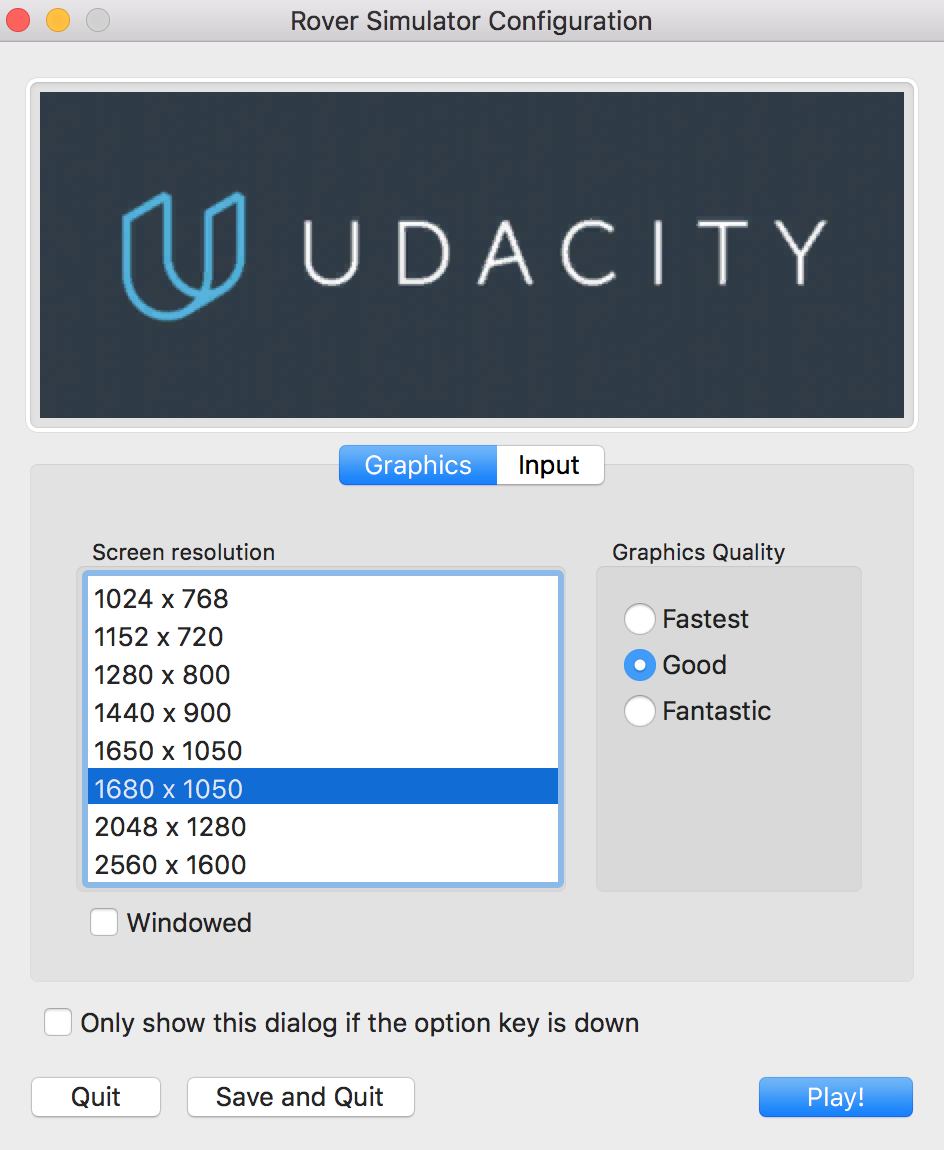 Rover Simulator Configuration
UDACITY
Graphics Input
Screen resolution
1024 x 768
1152 x 720
1280 x 800
1440 x 900
1650 x 1050
1680 x 1050
2048 x 1280
2560 x 1600
Windowed
Graphics Quality
Fastest
Good
Fantastic
Only show this dialog if the option key is down
Quit Save and Quit Play!